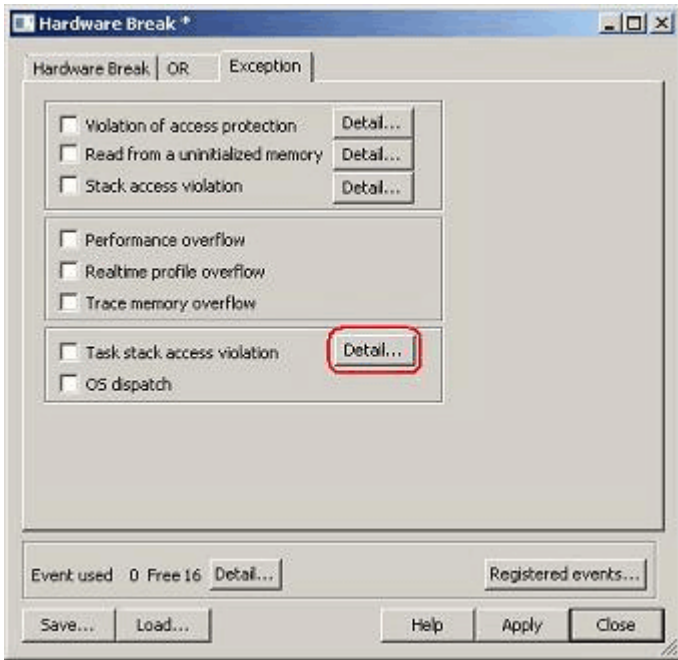 Hardware Break *
Hardware Break OR Exception
Violation of access protection Detail...
Read from a uninitialized memory Detail...
Stack access violation Detail...
Performance overflow
Realtime profile overflow
Trace memory overflow
Task stack access violation Detail...
OS dispatch
Event used 0 Free 16 Detail... Registered events...
Save... Load... Help Apply Close